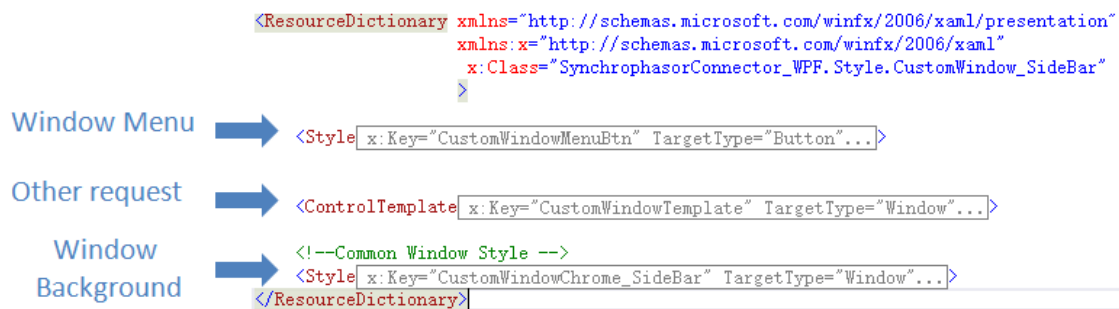 <ResourceDictionary xmlns="http://schemas.microsoft.com/winfx/2006/xaml/presentation"
xmlns:x="http://schemas.microsoft.com/winfx/2006/xaml"
x:Class="SynchrophasorConnector_WPF.Style.CustomWindow_SideBar"
>
Window Menu
<Style x:Key="CustomWindowMenuBtn" TargetType="Button"...>
Other request
<ControlTemplate x:Key="CustomWindowTemplate" TargetType="Window"...>
Window
Background
<!--Common Window Style -->
<Style x:Key="CustomWindowChrome_SideBar" TargetType="Window"...>
</ResourceDictionary>